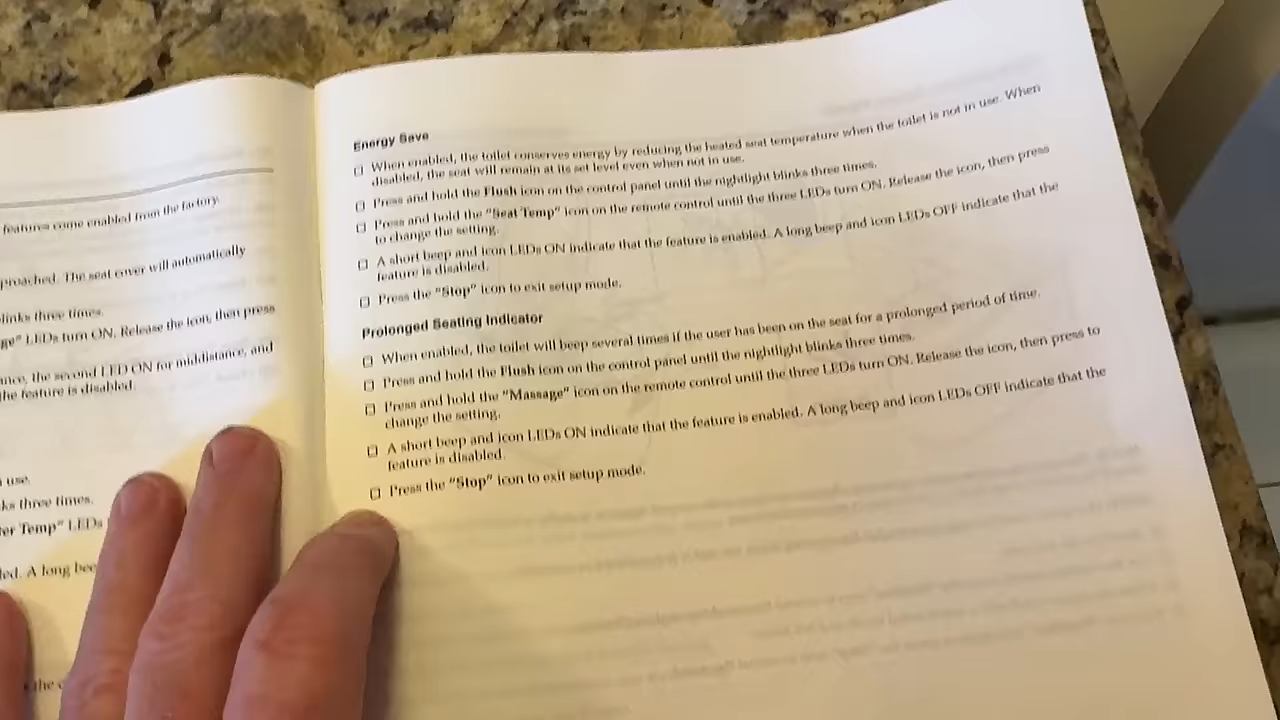 features come enabled from the factory.
proached. The seat cover will automatically
links three times.
ge" LEDs turn ON. Release the icon, then press
nce, the second LED ON for middistance, and
the feature is disabled.
use.
ks three times.
er Temp" LEDs
ed. A long bee
the
Energy Save
☐ When enabled, the toilet conserves energy by reducing the heated seat temperature when the toilet is not in use. When
disabled, the seat will remain at its set level even when not in use.
☐ Press and hold the Flush icon on the control panel until the nightlight blinks three times.
☐ Press and hold the "Seat Temp" icon on the remote control until the three LEDs turn ON. Release the icon, then press
to change the setting.
☐ A short beep and icon LEDs ON indicate that the feature is enabled. A long beep and icon LEDs OFF indicate that the
feature is disabled.
☐ Press the "Stop" icon to exit setup mode.
Prolonged Seating Indicator
☐ When enabled, the toilet will beep several times if the user has been on the seat for a prolonged period of time.
☐ Press and hold the Flush icon on the control panel until the nightlight blinks three times.
☐ Press and hold the "Massage" icon on the remote control until the three LEDs turn ON. Release the icon, then press to
change the setting.
☐ A short beep and icon LEDs ON indicate that the feature is enabled. A long beep and icon LEDs OFF indicate that the
feature is disabled.
☐ Press the "Stop" icon to exit setup mode.